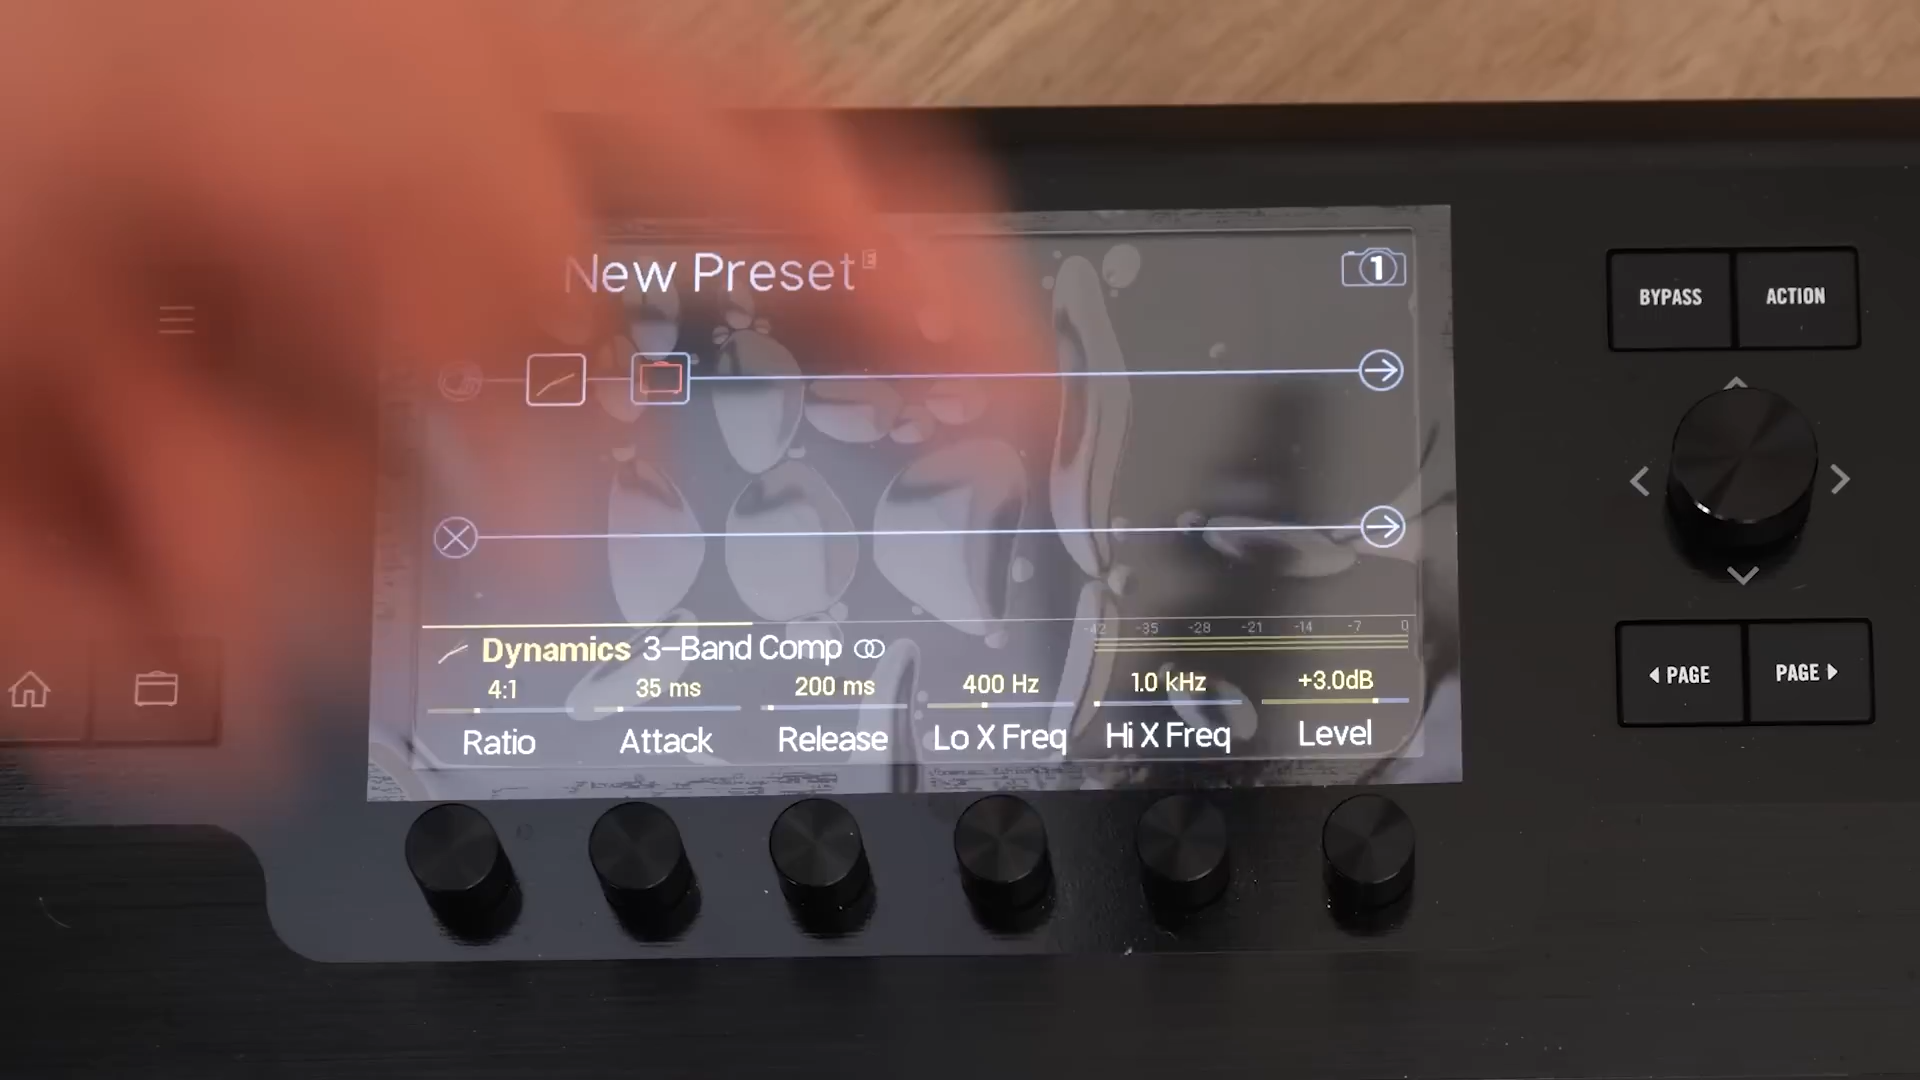 New Preset E
1
BYPASS
ACTION
-42 -35 -28 -21 -14 -7 0
Dynamics 3-Band Comp
4:1 35 ms 200 ms 400 Hz 1.0 kHz +3.0dB
Ratio Attack Release Lo X Freq Hi X Freq Level
PAGE
PAGE